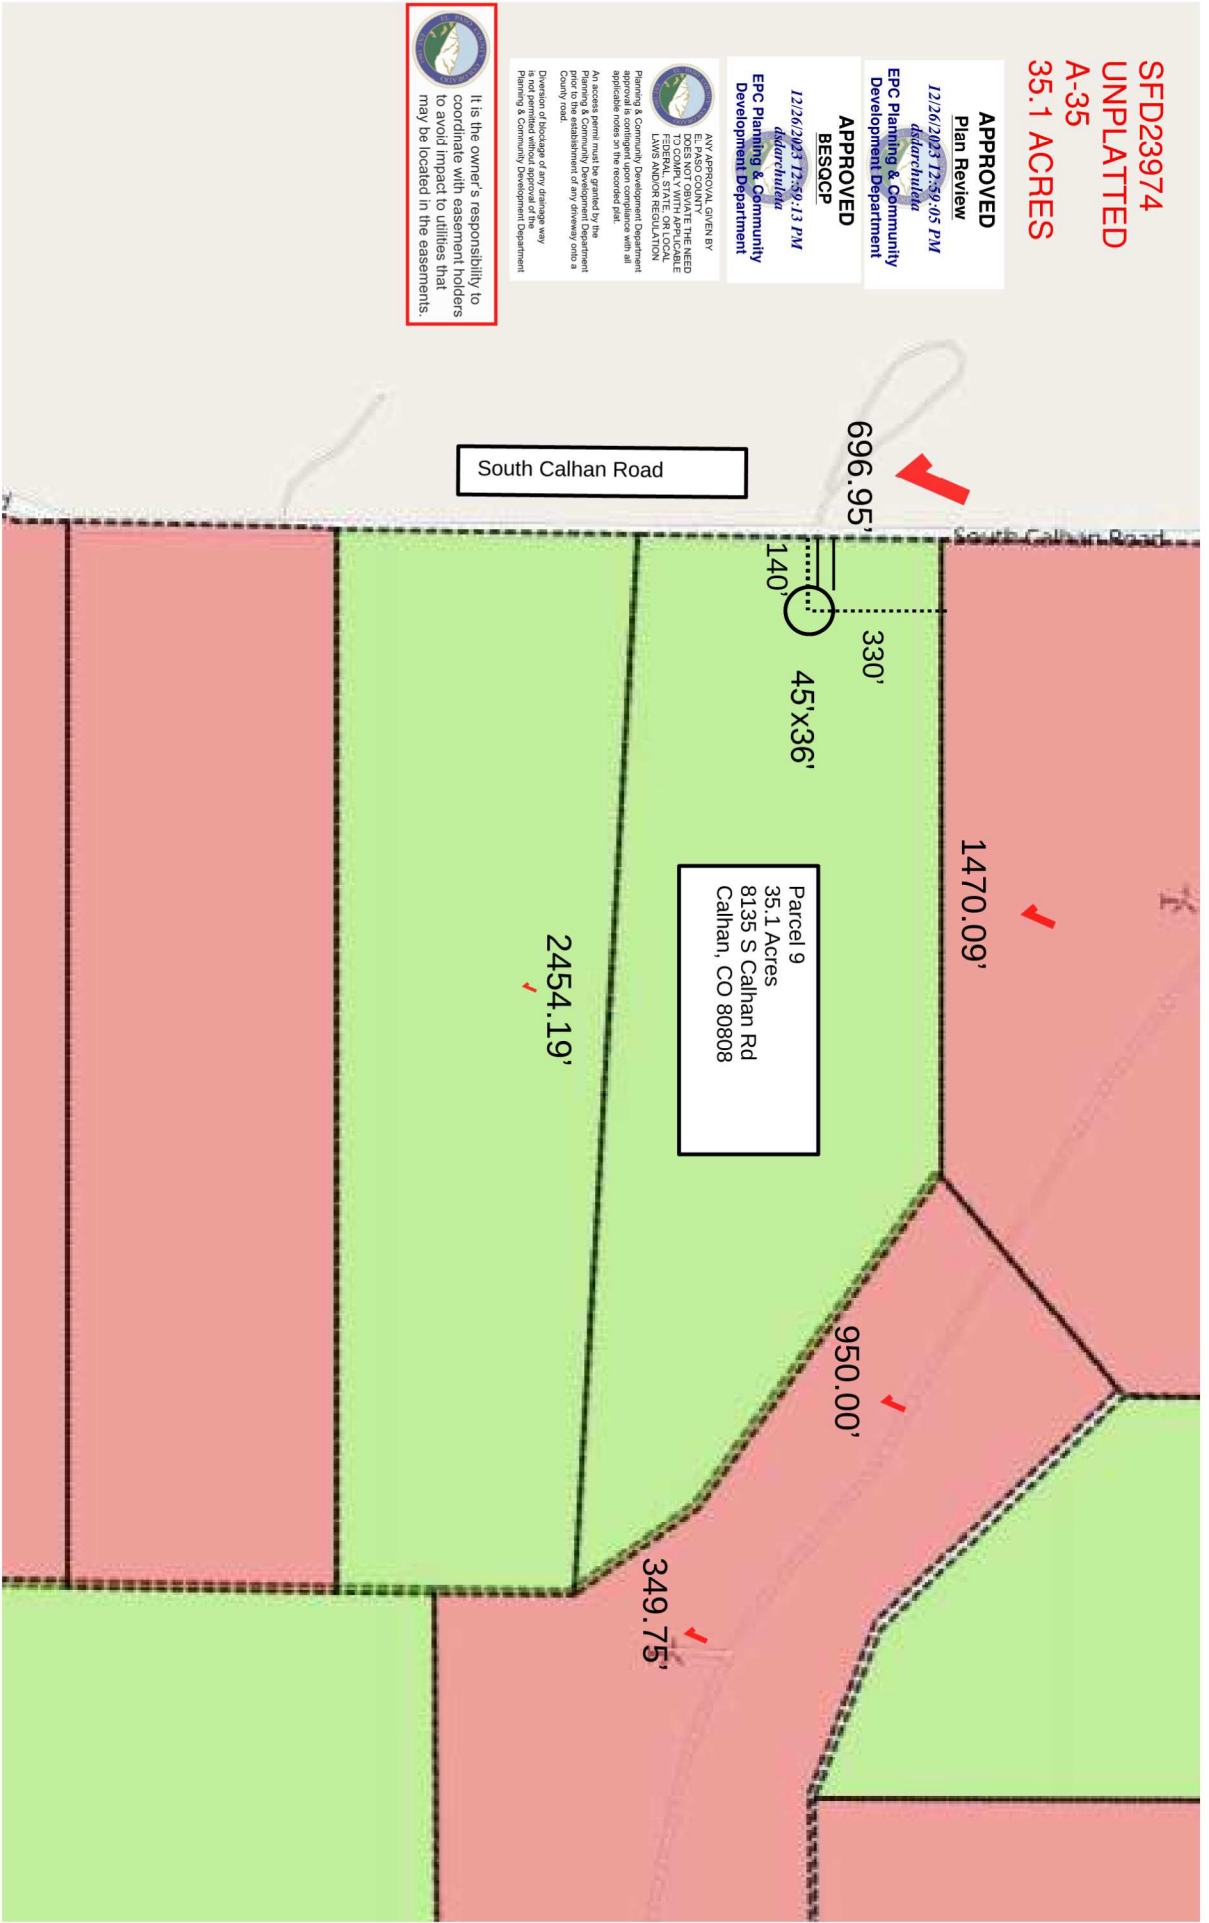 SFD23974
UNPLATTED
A-35
35.1 ACRES
APPROVED
Plan Review
12/26/2023 12:59:05 PM
dsdarchuleta
EPC Planning & Community
Development Department
APPROVED
BESQCP
12/26/2023 12:59:13 PM
dsdarchuleta
EPC Planning & Community
Development Department
ANY APPROVAL GIVEN BY
EL PASO COUNTY
DOES NOT OBVIATE THE NEED
TO COMPLY WITH APPLICABLE
FEDERAL, STATE, OR LOCAL
LAWS AND/OR REGULATION
Planning & Community Development Department
approval is contingent upon compliance with all
applicable notes on the recorded plat.
An access permit must be granted by the
Planning & Community Development Department
prior to the establishment of any driveway onto a
County road.
Diversion of blockage of any drainage way
is not permitted without approval of the
Planning & Community Development Department
EL PASO COUNTY
COLORADO
It is the owner's responsibility to
coordinate with easement holders
to avoid impact to utilities that
may be located in the easements.
South Calhan Road
696.95’
South Calhan Road
140’
330’
45'x36'
1470.09’
Parcel 9
35.1 Acres
8135 S Calhan Rd
Calhan, CO 80808
2454.19’
950.00’
349.75’